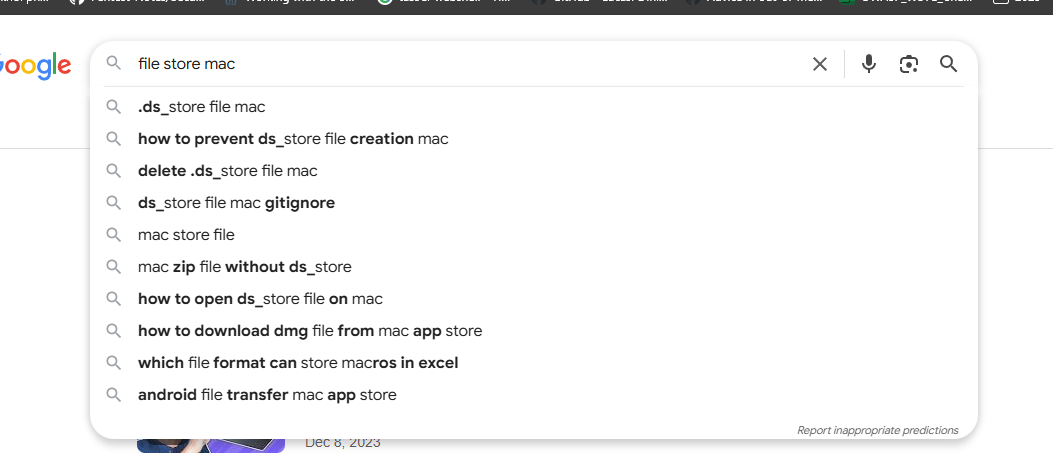 Google
file store mac
.ds_store file mac
how to prevent ds_store file creation mac
delete .ds_store file mac
ds_store file mac gitignore
mac store file
mac zip file without ds_store
how to open ds_store file on mac
how to download dmg file from mac app store
which file format can store macros in excel
android file transfer mac app store
Report inappropriate predictions
Dec 8, 2023